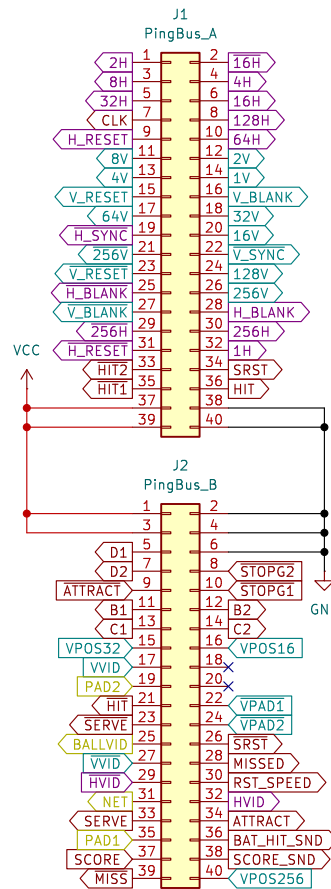 J1
PingBus_A
2H 1 2 16H
8H 3 4 4H
32H 5 6 16H
CLK 7 8 128H
H_RESET 9 10 64H
8V 11 12 2V
4V 13 14 1V
V_RESET 15 16 V_BLANK
64V 17 18 32V
H_SYNC 19 20 16V
256V 21 22 V_SYNC
V_RESET 23 24 128V
H_BLANK 25 26 256V
V_BLANK 27 28 H_BLANK
256H 29 30 256H
H_RESET 31 32 1H
VCC
HIT2 33 34 SRST
HIT1 35 36 HIT
37 38
39 40
J2
PingBus_B
1 2
3 4
D1 5 6
D2 7 8 STOPG2
ATTRACT 9 10 STOPG1
GN
B1 11 12 B2
C1 13 14 C2
VPOS32 15 16 VPOS16
VVID 17 18
PAD2 19 20
HIT 21 22 VPAD1
SERVE 23 24 VPAD2
BALLVID 25 26 SRST
VVID 27 28 MISSED
HVID 29 30 RST_SPEED
NET 31 32 HVID
SERVE 33 34 ATTRACT
PAD1 35 36 BAT_HIT_SND
SCORE 37 38 SCORE_SND
MISS 39 40 VPOS256